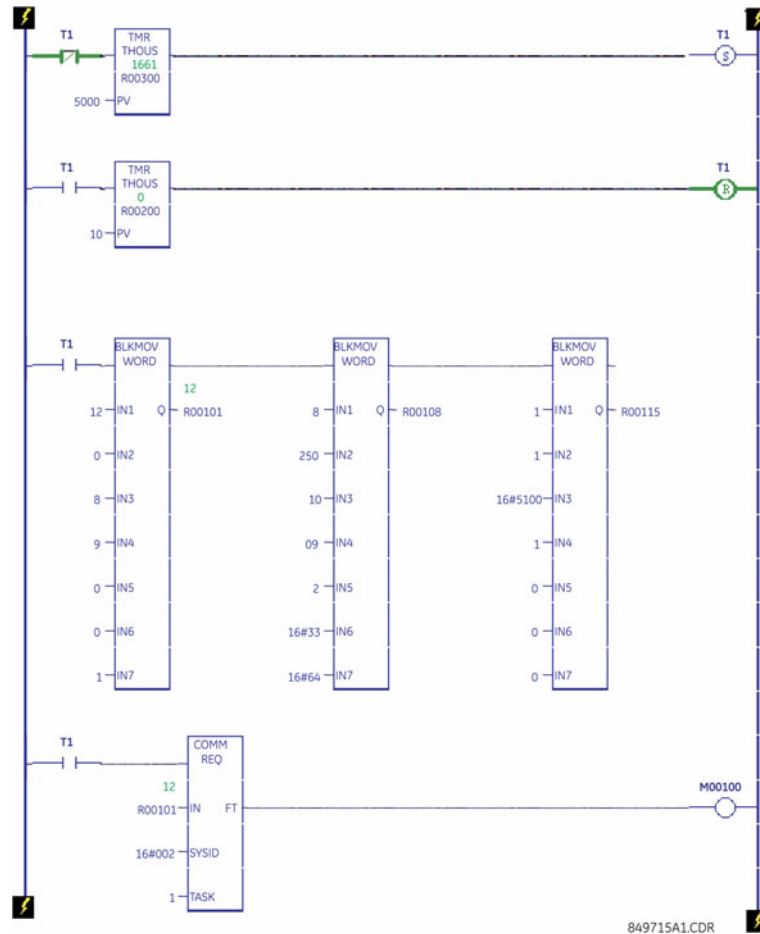 T1 T1
TMR
THOUS
1661
R00300
S
5000 PV
T1 T1
TMR
THOUS
0
R00200
R
10 PV
T1
BLKMOV
WORD
BLKMOV
WORD
BLKMOV
WORD
12
12 IN1 Q R00101 8 IN1 Q R00108 1 IN1 Q R00115
0 IN2 250 IN2 1 IN2
8 IN3 10 IN3 16#5100 IN3
9 IN4 09 IN4 1 IN4
0 IN5 2 IN5 0 IN5
0 IN6 16#33 IN6 0 IN6
1 IN7 16#64 IN7 0 IN7
T1
COMM
REQ
12
M00100
R00101 IN FT
16#002 SYSID
1 TASK
849715A1.CDR